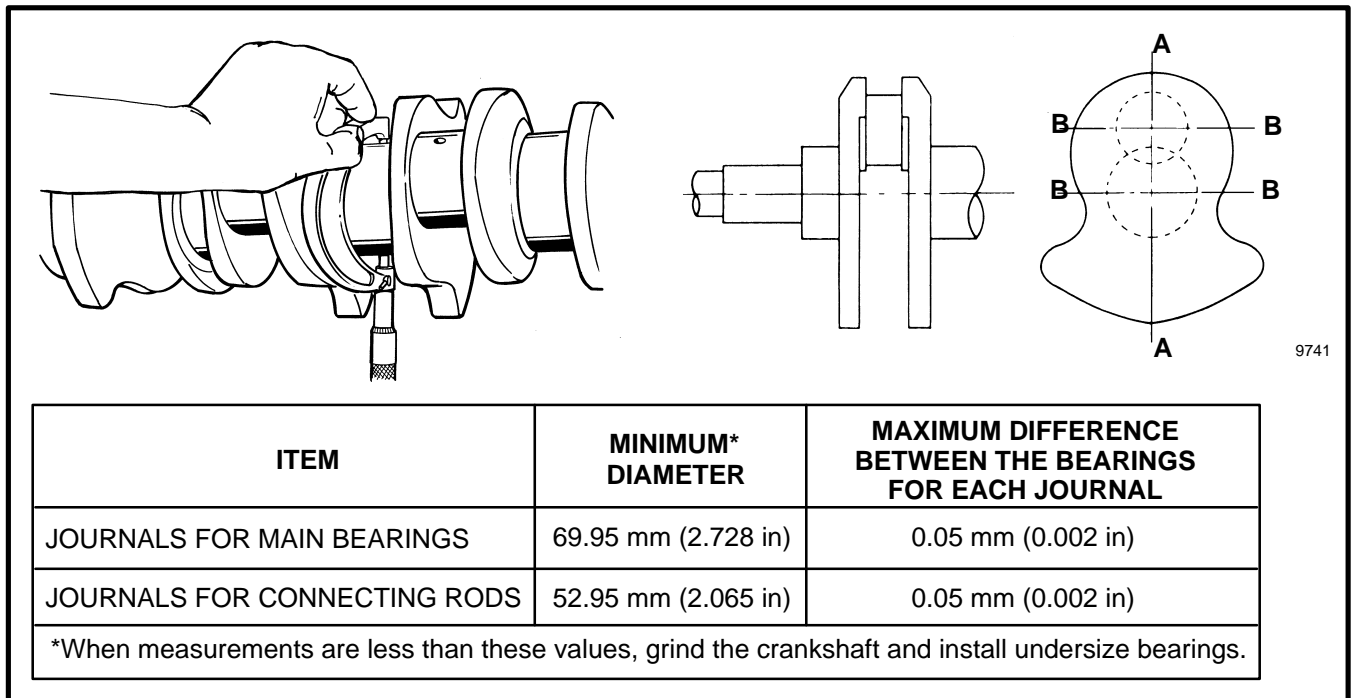 A
B B
B B
A
9741
ITEM
MINIMUM*
DIAMETER
MAXIMUM DIFFERENCE
BETWEEN THE BEARINGS
FOR EACH JOURNAL
JOURNALS FOR MAIN BEARINGS
69.95 mm (2.728 in)
0.05 mm (0.002 in)
JOURNALS FOR CONNECTING RODS
52.95 mm (2.065 in)
0.05 mm (0.002 in)
*When measurements are less than these values, grind the crankshaft and install undersize bearings.